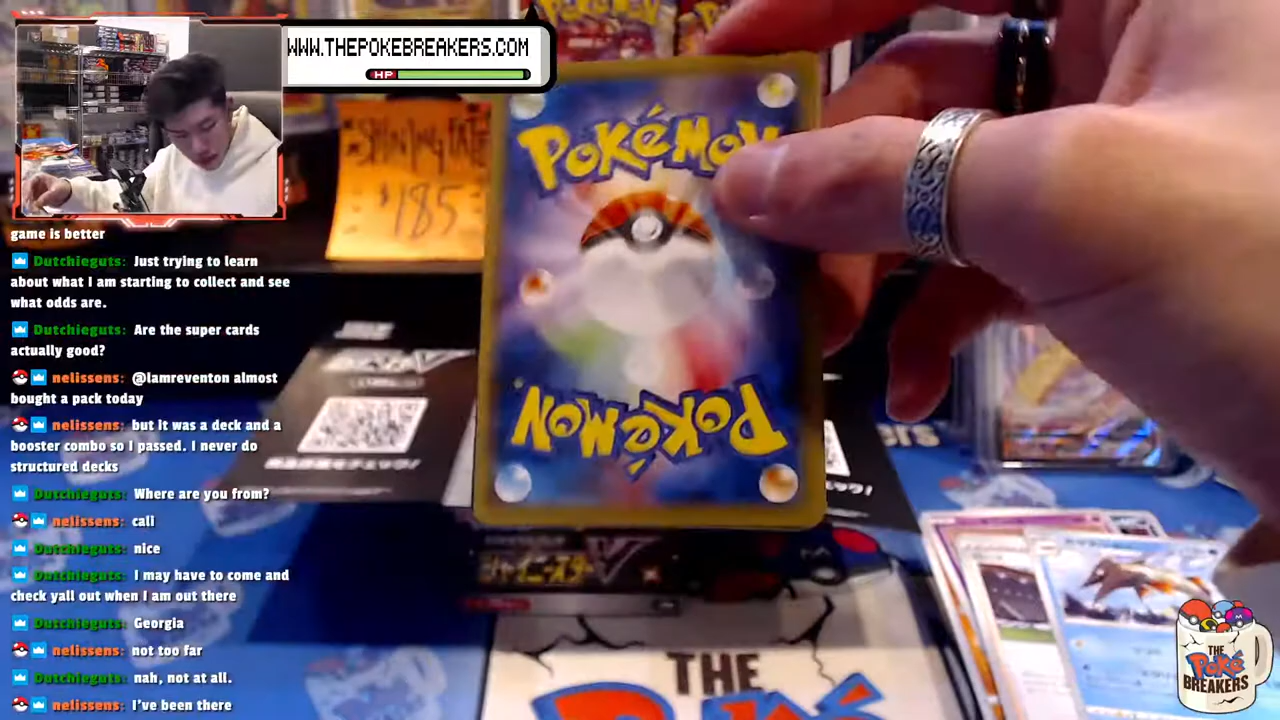 WWW.THEPOKEBREAKERS.COM
HP
SHINING FATE
$185
POKéMON
POKéMON
game is better
Dutchieguts: Just trying to learn
about what I am starting to collect and see
what odds are.
Dutchieguts: Are the super cards
actually good?
nelissens: @lamreventon almost
bought a pack today
nelissens: but it was a deck and a
booster combo so I passed. I never do
structured decks
Dutchieguts: Where are you from?
nelissens: cali
Dutchieguts: nice
Dutchieguts: I may have to come and
check yall out when I am out there
Dutchieguts: Georgia
nelissens: not too far
Dutchieguts: nah, not at all.
nelissens: I've been there
THE
THE
Poké
BREAKERS